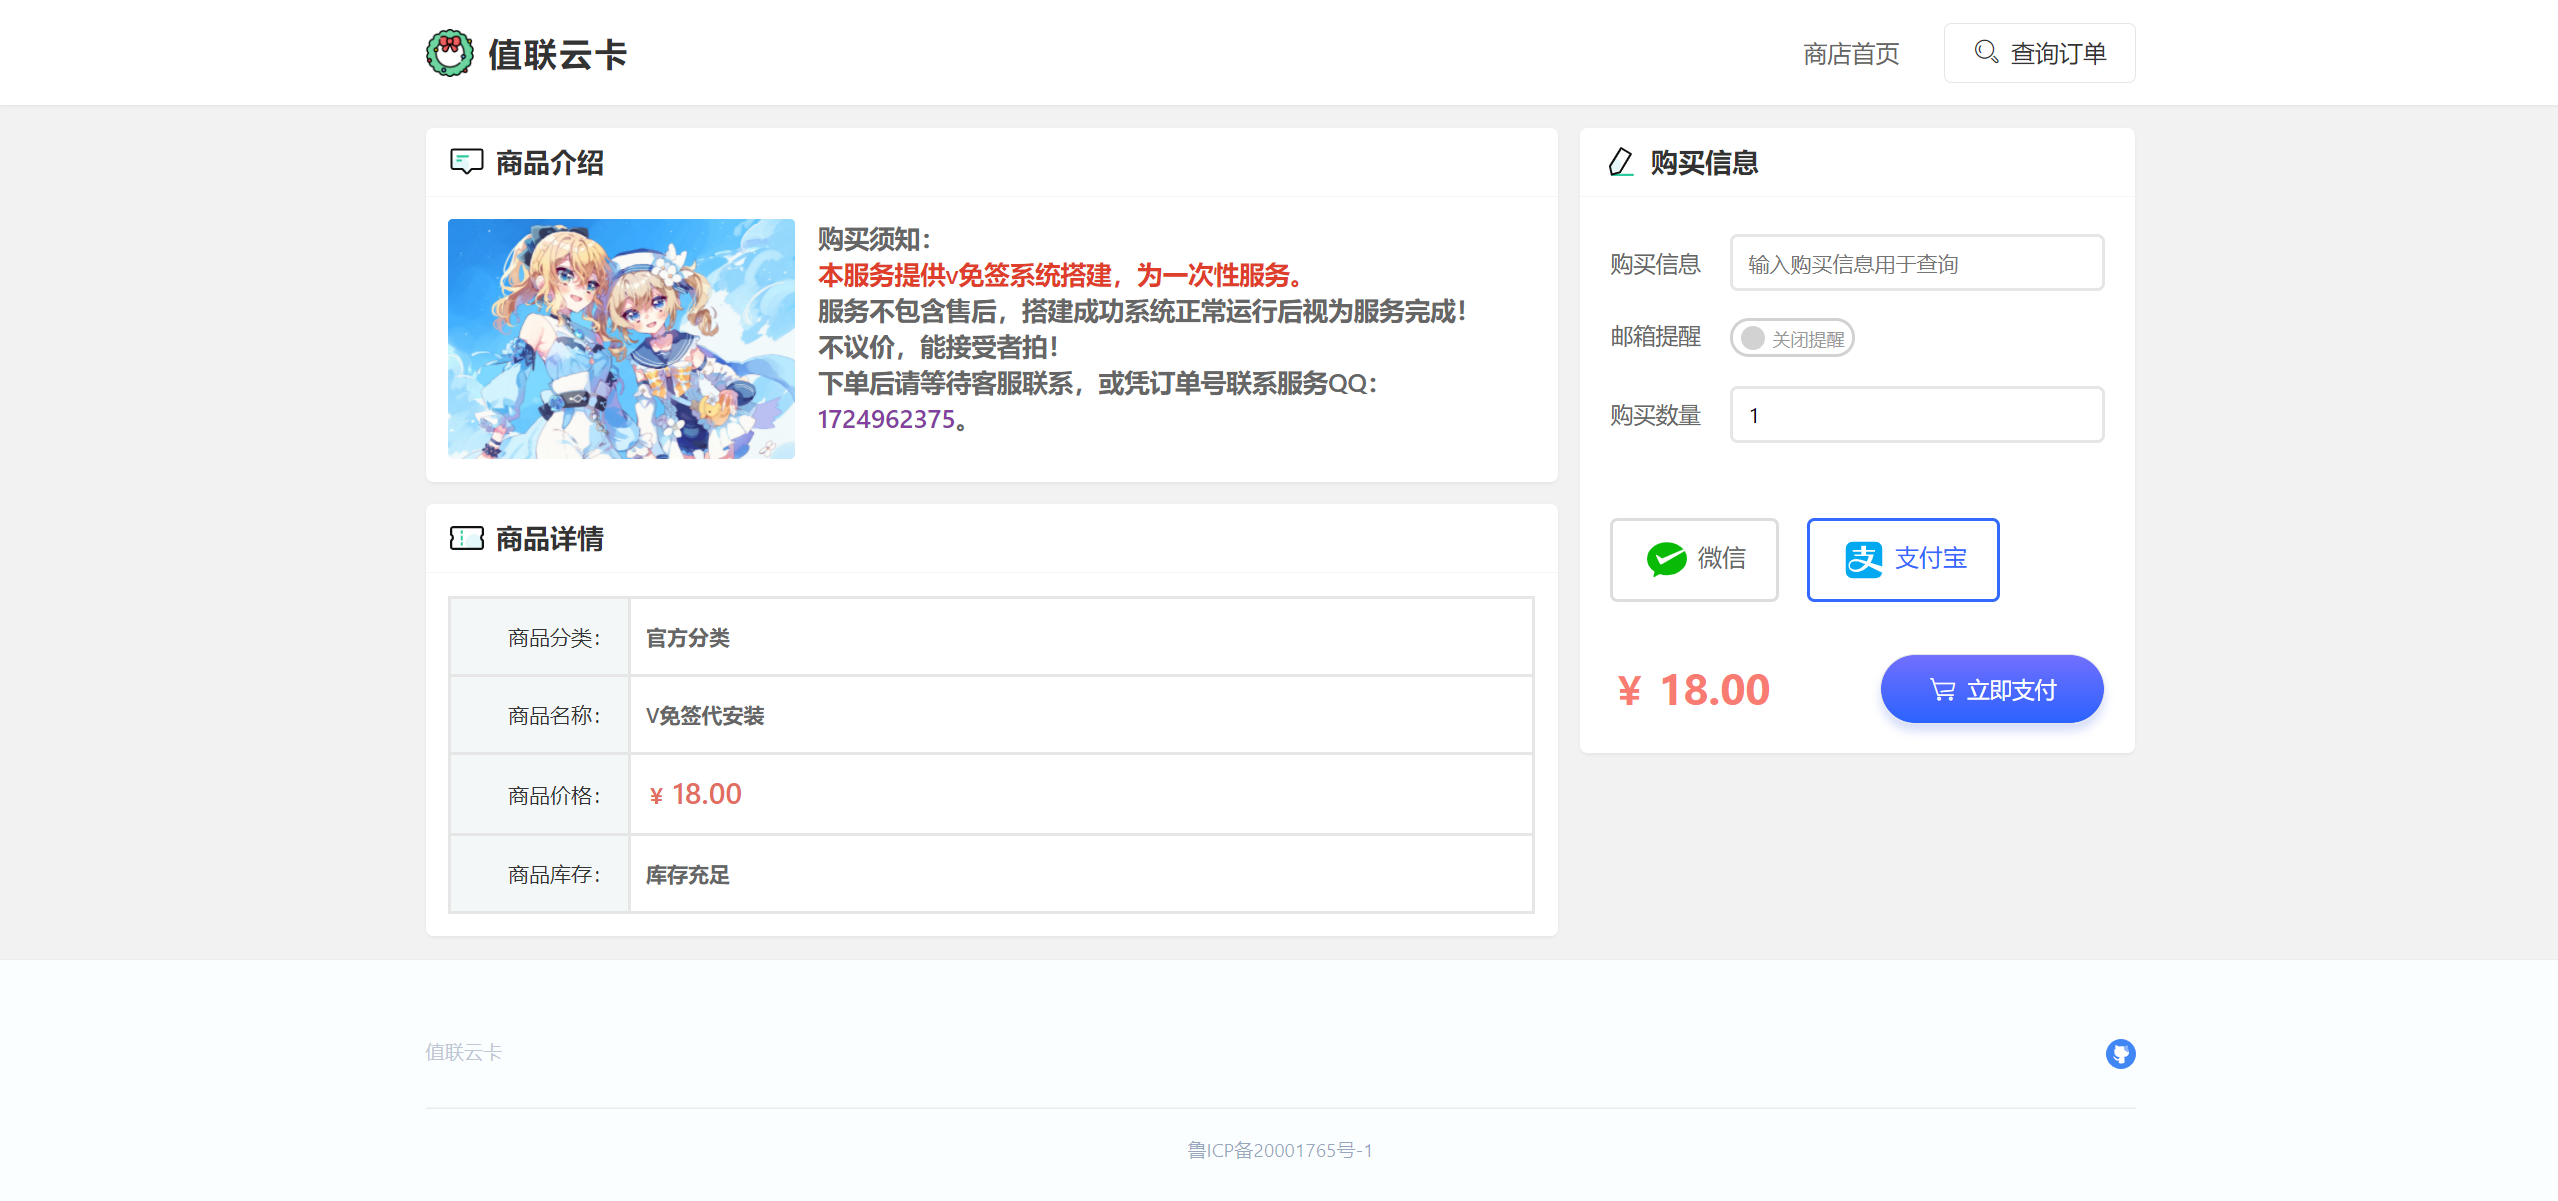 值联云卡
商店首页
查询订单
商品介绍
购买须知：
本服务提供v免签系统搭建，为一次性服务。
服务不包含售后，搭建成功系统正常运行后视为服务完成！
不议价，能接受者拍！
下单后请等待客服联系，或凭订单号联系服务QQ：
1724962375。
商品详情
商品分类： 官方分类
商品名称： V免签代安装
商品价格： ¥ 18.00
商品库存： 库存充足
购买信息
购买信息 输入购买信息用于查询
邮箱提醒 关闭提醒
购买数量 1
微信 支付宝
¥ 18.00 立即支付
值联云卡
鲁ICP备20001765号-1